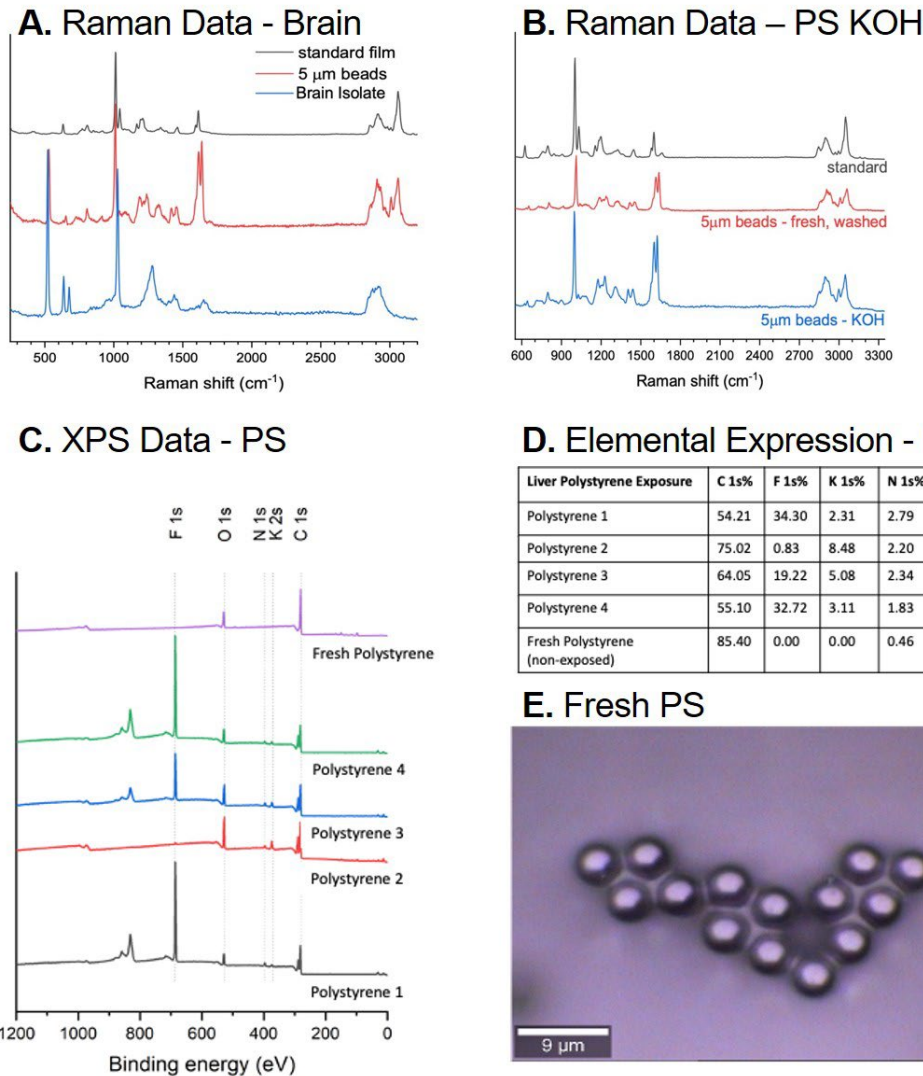 A. Raman Data - Brain
standard film
5 μm beads
Brain Isolate
500 1000 1500 2000 2500 3000
Raman shift (cm⁻¹)
B. Raman Data – PS KOH
standard
5μm beads - fresh, washed
5μm beads - KOH
600 900 1200 1500 1800 2100 2400 2700 3000 3300
Raman shift (cm⁻¹)
C. XPS Data - PS
F 1s
O 1s
N 1s
K 2s
C 1s
Fresh Polystyrene
Polystyrene 4
Polystyrene 3
Polystyrene 2
Polystyrene 1
1200 1000 800 600 400 200 0
Binding energy (eV)
D. Elemental Expression -
Liver Polystyrene Exposure C 1s% F 1s% K 1s% N 1s%
Polystyrene 1 54.21 34.30 2.31 2.79
Polystyrene 2 75.02 0.83 8.48 2.20
Polystyrene 3 64.05 19.22 5.08 2.34
Polystyrene 4 55.10 32.72 3.11 1.83
Fresh Polystyrene 85.40 0.00 0.00 0.46
(non-exposed)
E. Fresh PS
9 μm